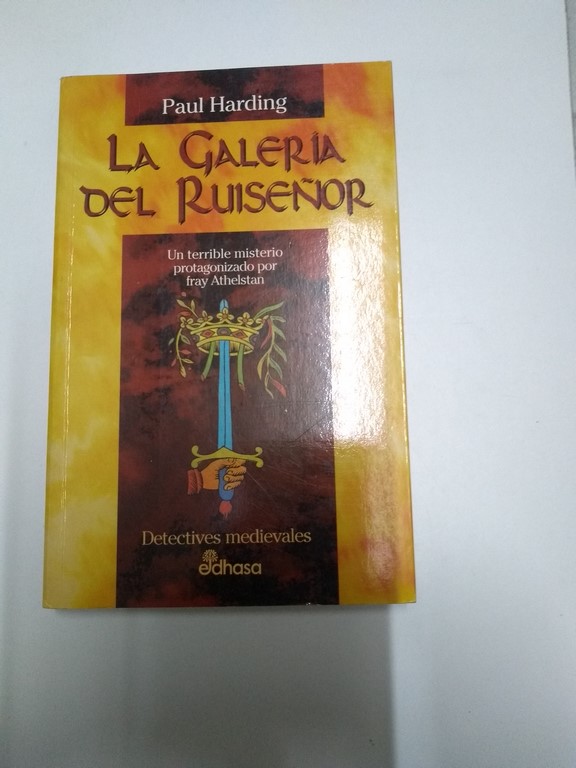 Paul Harding
LA GALERÍA
DEL RUISEÑOR
Un terrible misterio
protagonizado por
fray Athelstan
Detectives medievales
edhasa